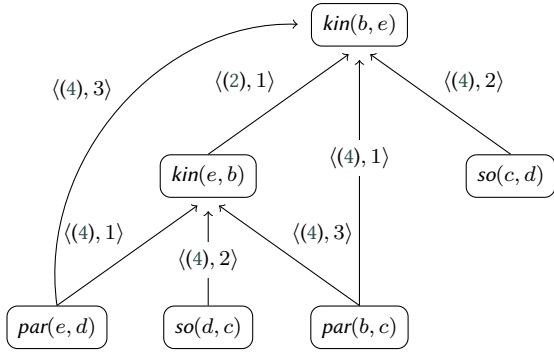 kin(b, e)
⟨(4), 3⟩
⟨(2), 1⟩
⟨(4), 2⟩
⟨(4), 1⟩
kin(e, b)
so(c, d)
⟨(4), 1⟩
⟨(4), 2⟩
⟨(4), 3⟩
par(e, d)
so(d, c)
par(b, c)